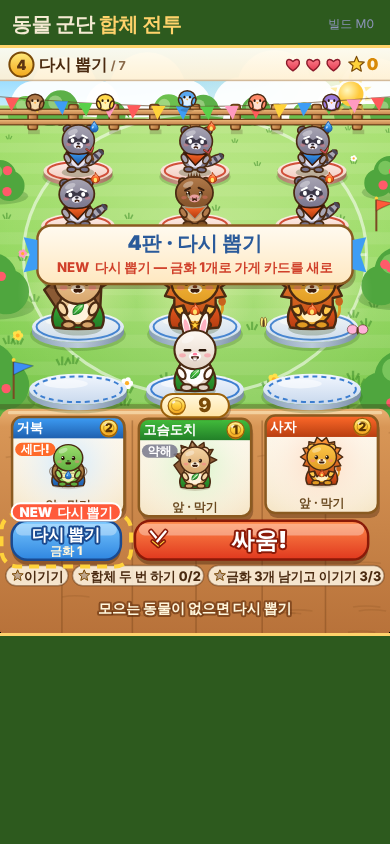 동물 군단 합체 전투
빌드 M0
4 다시 뽑기 / 7
0
4판 · 다시 뽑기
NEW 다시 뽑기 — 금화 1개로 가게 카드를 새로
9
거북 2
고슴도치 1
사자 2
세다!
약해
앞 · 막기
앞 · 막기
NEW 다시 뽑기
다시 뽑기
금화 1
싸움!
이기기
합체 두 번 하기 0/2
금화 3개 남기고 이기기 3/3
모으는 동물이 없으면 다시 뽑기